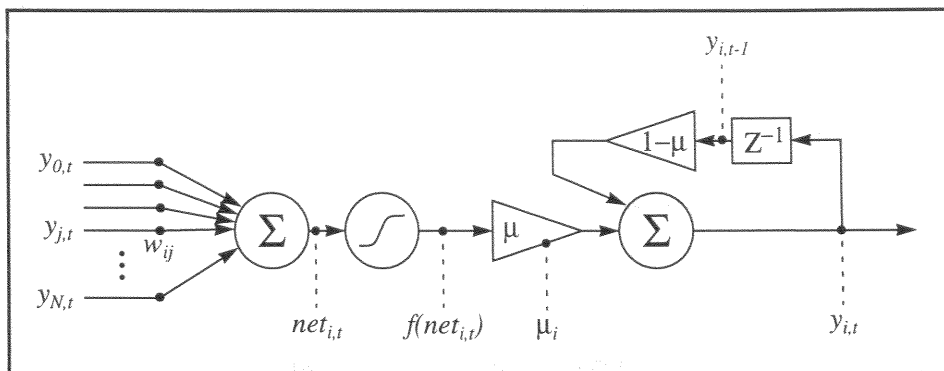 y_{i,t-1}
1−μ
Z^{-1}
y_{0,t}
y_{j,t}
w_{ij}
y_{N,t}
Σ
μ
Σ
net_{i,t}
f(net_{i,t})
μ_i
y_{i,t}